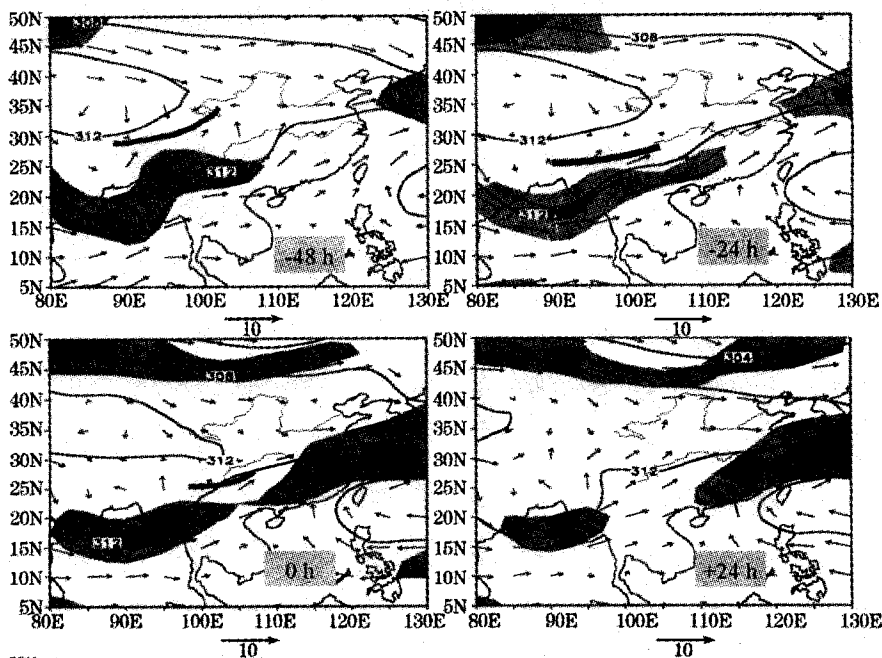 50N 308 50N 308
45N 45N
40N 40N
35N 35N
30N 312 30N 312
25N 312 25N
20N 20N
15N 15N 312
10N -48 h 10N -24 h
5N 5N
80E 90E 100E 110E 120E 130E 80E 90E 100E 110E 120E 130E
10 10
50N 50N 304
45N 308 45N
40N 40N
35N 35N
30N 312 30N 312
25N 25N
20N 20N
15N 312 15N
10N 0 h 10N +24 h
5N 5N
80E 90E 100E 110E 120E 130E 80E 90E 100E 110E 120E 130E
10 10